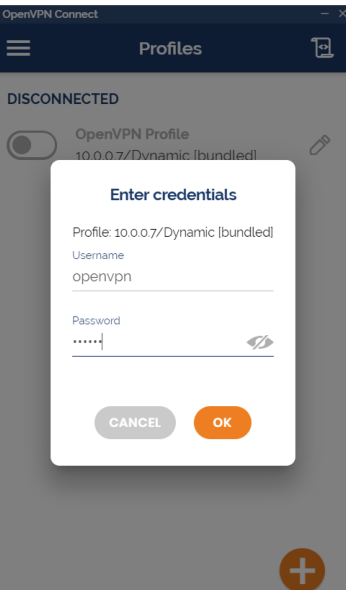 OpenVPN Connect
Profiles
DISCONNECTED
OpenVPN Profile
10.0.0.7/Dynamic [bundled]
Enter credentials
Profile: 10.0.0.7/Dynamic [bundled]
Username
openvpn
Password
••••••
CANCEL
OK